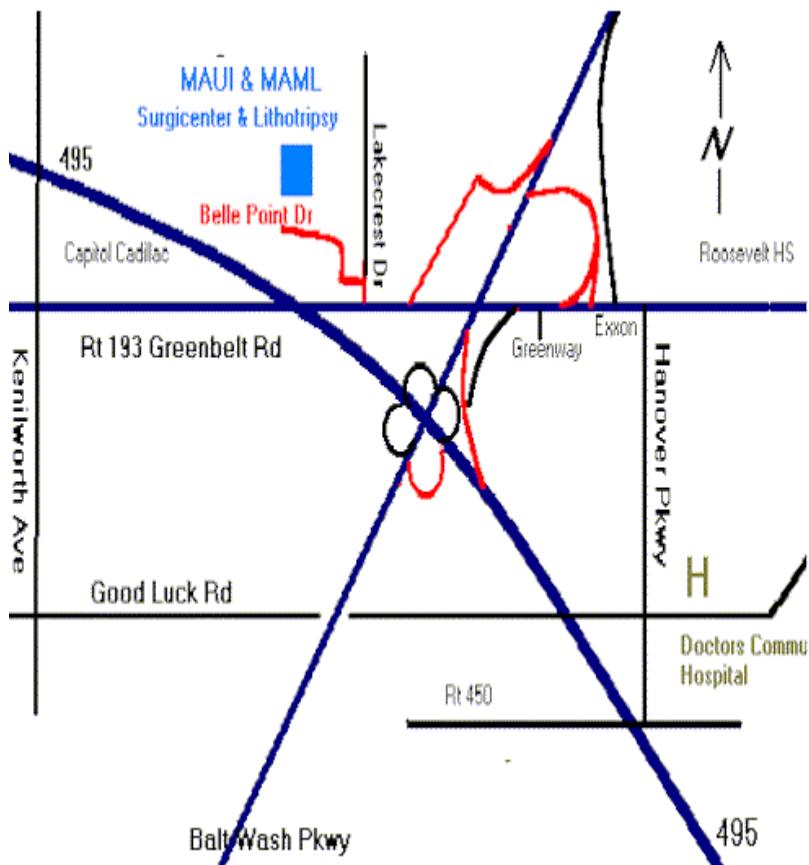 MAUI & MAML
Surgicenter & Lithotripsy
Lakecrest Dr
N
495
Belle Point Dr
Capitol Cadillac
Roosevelt HS
Rt 193 Greenbelt Rd
Greenway
Exxon
Kenilworth Ave
Hanover Pkwy
Good Luck Rd
H
Doctors Commu
Hospital
Rt 450
Balt Wash Pkwy
495